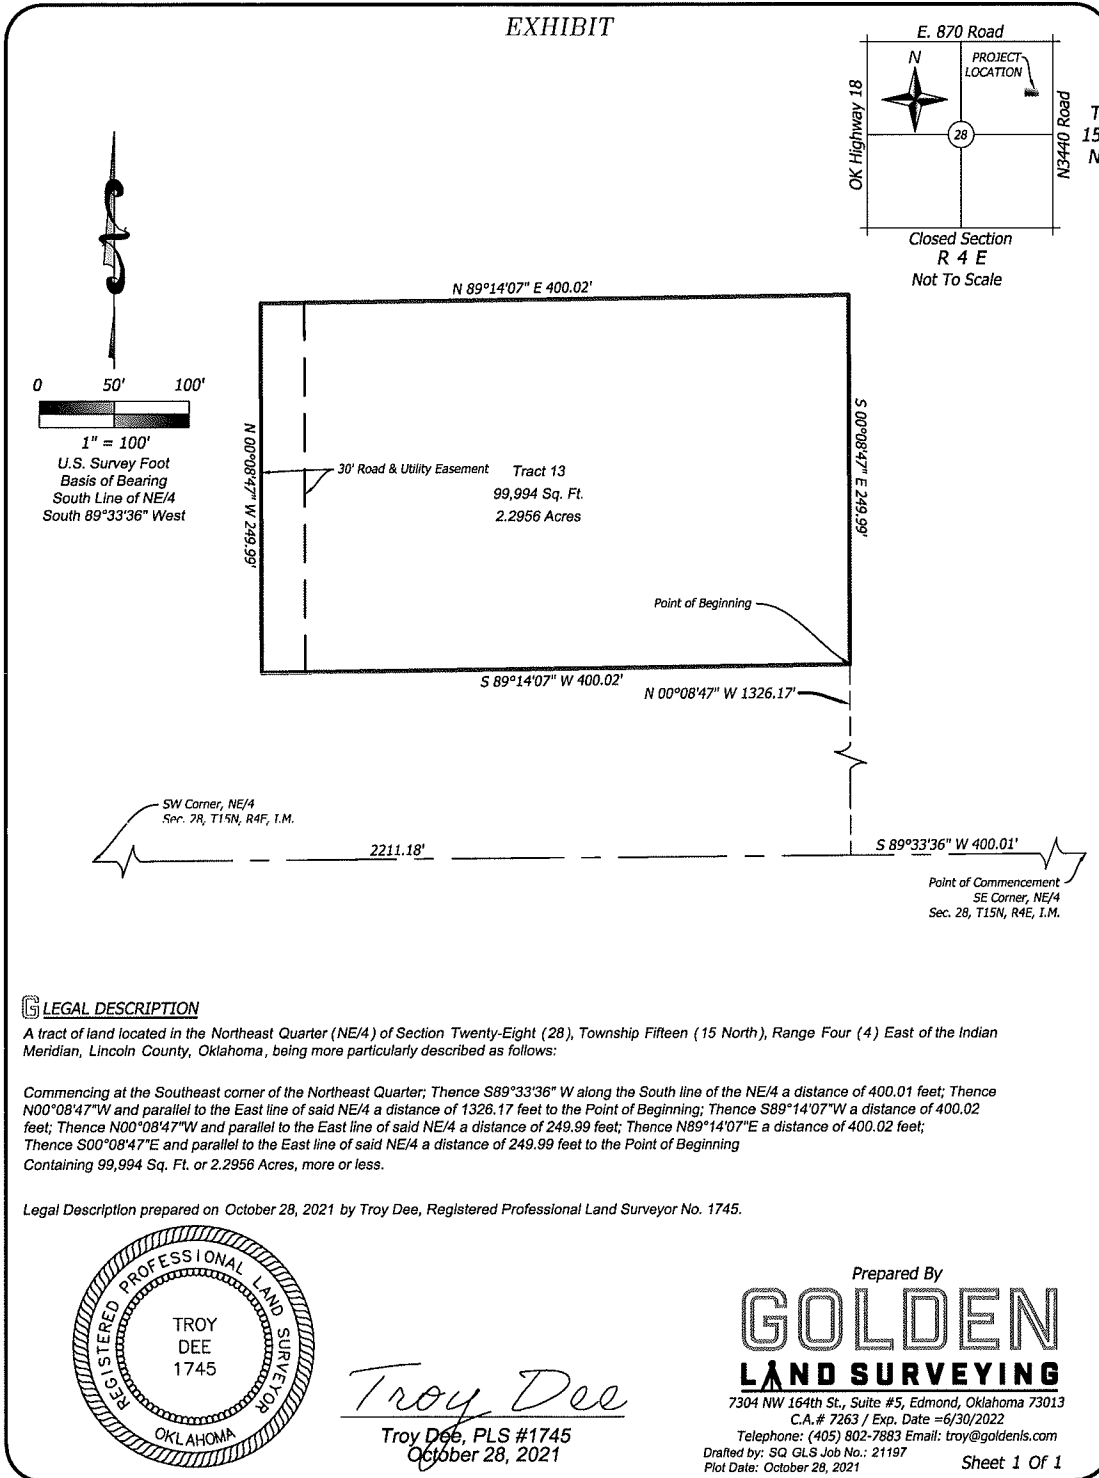 EXHIBIT
E. 870 Road
N
PROJECT
LOCATION
OK Highway 18
28
N3440 Road
T
15
N
Closed Section
R 4 E
Not To Scale
N 89°14'07" E 400.02'
0 50' 100'
1" = 100'
U.S. Survey Foot
Basis of Bearing
South Line of NE/4
South 89°33'36" West
N 00°08'47" W 249.99'
30' Road & Utility Easement
Tract 13
99,994 Sq. Ft.
2.2956 Acres
S 00°08'47" E 249.99'
Point of Beginning
S 89°14'07" W 400.02'
N 00°08'47" W 1326.17'
SW Corner, NE/4
Sec. 28, T15N, R4E, I.M.
2211.18'
S 89°33'36" W 400.01'
Point of Commencement
SE Corner, NE/4
Sec. 28, T15N, R4E, I.M.
G LEGAL DESCRIPTION
A tract of land located in the Northeast Quarter (NE/4) of Section Twenty-Eight (28), Township Fifteen (15 North), Range Four (4) East of the Indian
Meridian, Lincoln County, Oklahoma, being more particularly described as follows:
Commencing at the Southeast corner of the Northeast Quarter; Thence S89°33'36" W along the South line of the NE/4 a distance of 400.01 feet; Thence
N00°08'47"W and parallel to the East line of said NE/4 a distance of 1326.17 feet to the Point of Beginning; Thence S89°14'07"W a distance of 400.02
feet; Thence N00°08'47"W and parallel to the East line of said NE/4 a distance of 249.99 feet; Thence N89°14'07"E a distance of 400.02 feet;
Thence S00°08'47"E and parallel to the East line of said NE/4 a distance of 249.99 feet to the Point of Beginning
Containing 99,994 Sq. Ft. or 2.2956 Acres, more or less.
Legal Description prepared on October 28, 2021 by Troy Dee, Registered Professional Land Surveyor No. 1745.
REGISTERED PROFESSIONAL LAND SURVEYOR
TROY
DEE
1745
OKLAHOMA
Troy Dee
Troy Dee, PLS #1745
October 28, 2021
Prepared By
GOLDEN
LAND SURVEYING
7304 NW 164th St., Suite #5, Edmond, Oklahoma 73013
C.A.# 7263 / Exp. Date =6/30/2022
Telephone: (405) 802-7883 Email: troy@goldenls.com
Drafted by: SQ GLS Job No.: 21197
Plot Date: October 28, 2021
Sheet 1 Of 1